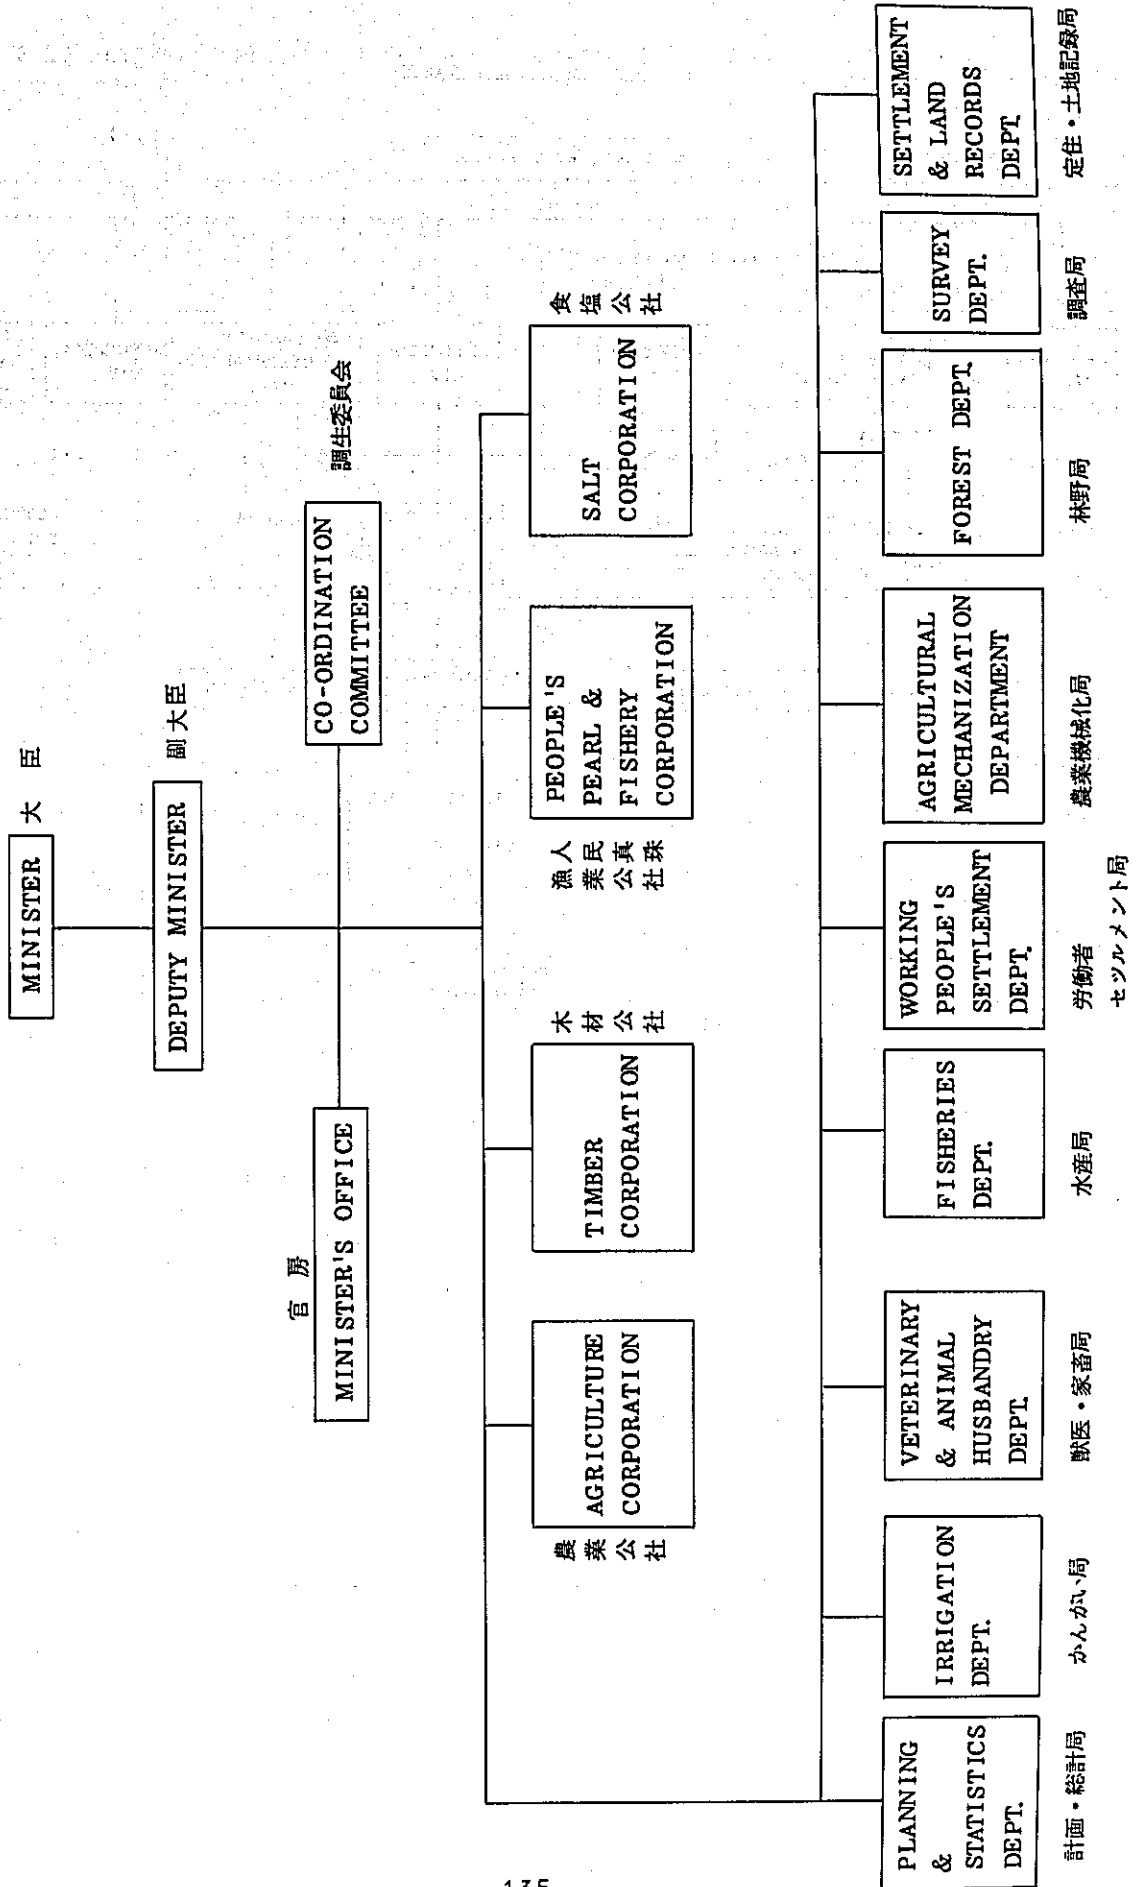 MINISTER
大臣
DEPUTY MINISTER
副大臣
官房
MINISTER'S OFFICE
CO-ORDINATION
COMMITTEE
調生委員会
農業公社
AGRICULTURE
CORPORATION
木材公社
TIMBER
CORPORATION
人民真珠
漁業公社
PEOPLE'S
PEARL &
FISHERY
CORPORATION
食塩公社
SALT
CORPORATION
PLANNING
&
STATISTICS
DEPT.
計画・総計局
IRRIGATION
DEPT.
かんがい局
VETERINARY
& ANIMAL
HUSBANDRY
DEPT.
獣医・家畜局
FISHERIES
DEPT.
水産局
WORKING
PEOPLE'S
SETTLEMENT
DEPT.
労働者
セツルメント局
AGRICULTURAL
MECHANIZATION
DEPARTMENT
農業機械化局
FOREST DEPT.
林野局
SURVEY
DEPT.
調査局
SETTLEMENT
& LAND
RECORDS
DEPT.
定住・土地記録局